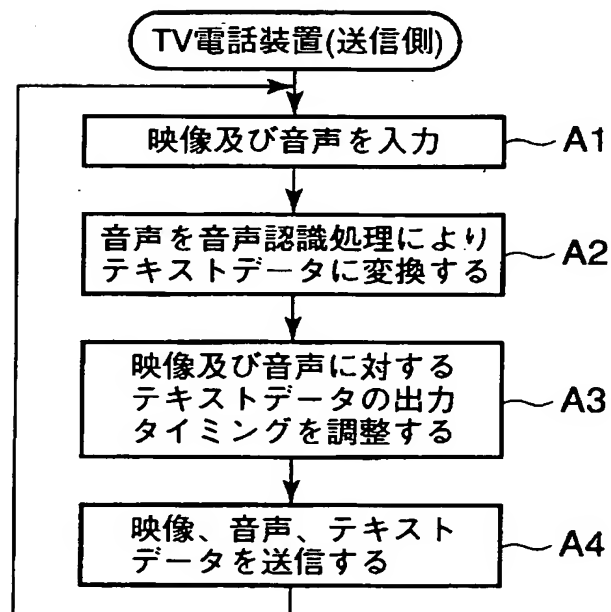 TV電話装置(送信側)
映像及び音声を入力
A1
音声を音声認識処理により
テキストデータに変換する
A2
映像及び音声に対する
テキストデータの出力
タイミングを調整する
A3
映像、音声、テキスト
データを送信する
A4